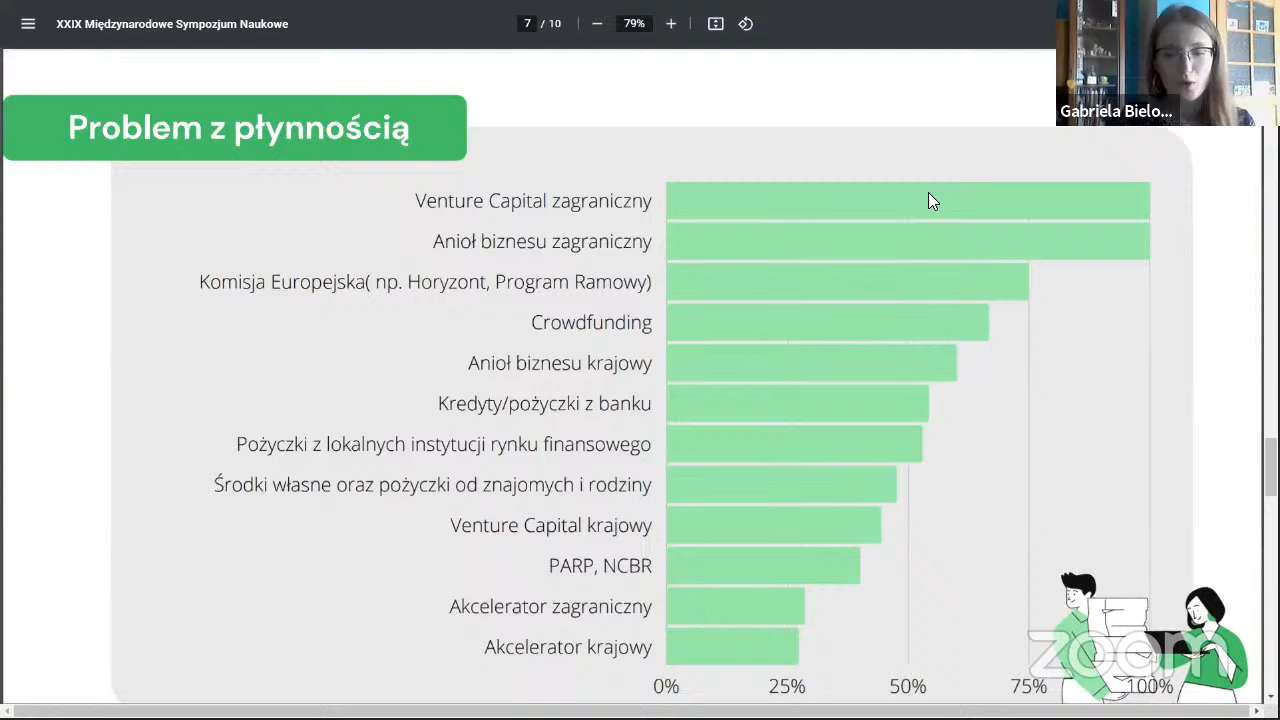 XXIX Międzynarodowe Sympozjum Naukowe
7 / 10
79%
Gabriela Bielo...
Problem z płynnością
Venture Capital zagraniczny
Anioł biznesu zagraniczny
Komisja Europejska( np. Horyzont, Program Ramowy)
Crowdfunding
Anioł biznesu krajowy
Kredyty/pożyczki z banku
Pożyczki z lokalnych instytucji rynku finansowego
Środki własne oraz pożyczki od znajomych i rodziny
Venture Capital krajowy
PARP, NCBR
Akcelerator zagraniczny
Akcelerator krajowy
0% 25% 50% 75% 100%
zoom